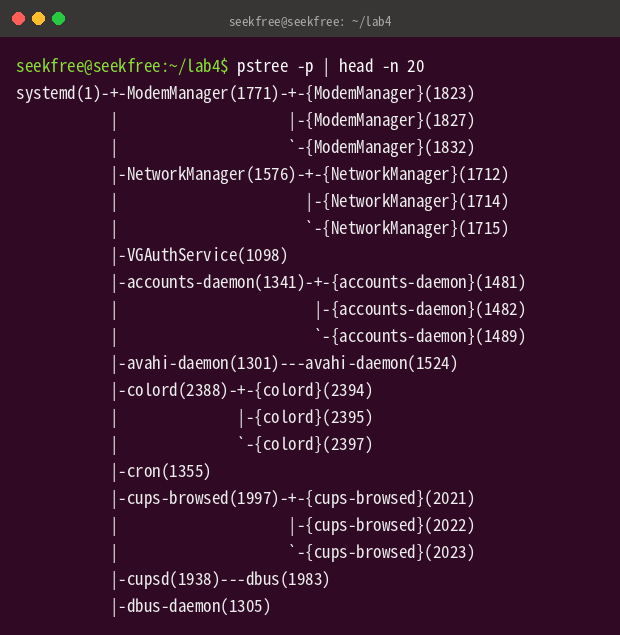 seekfree@seekfree: ~/lab4
seekfree@seekfree:~/lab4$ pstree -p | head -n 20
systemd(1)-+-ModemManager(1771)-+-{ModemManager}(1823)
           |                    |-{ModemManager}(1827)
           |                    `-{ModemManager}(1832)
           |-NetworkManager(1576)-+-{NetworkManager}(1712)
           |                      |-{NetworkManager}(1714)
           |                      `-{NetworkManager}(1715)
           |-VGAuthService(1098)
           |-accounts-daemon(1341)-+-{accounts-daemon}(1481)
           |                       |-{accounts-daemon}(1482)
           |                       `-{accounts-daemon}(1489)
           |-avahi-daemon(1301)---avahi-daemon(1524)
           |-colord(2388)-+-{colord}(2394)
           |              |-{colord}(2395)
           |              `-{colord}(2397)
           |-cron(1355)
           |-cups-browsed(1997)-+-{cups-browsed}(2021)
           |                    |-{cups-browsed}(2022)
           |                    `-{cups-browsed}(2023)
           |-cupsd(1938)---dbus(1983)
           |-dbus-daemon(1305)